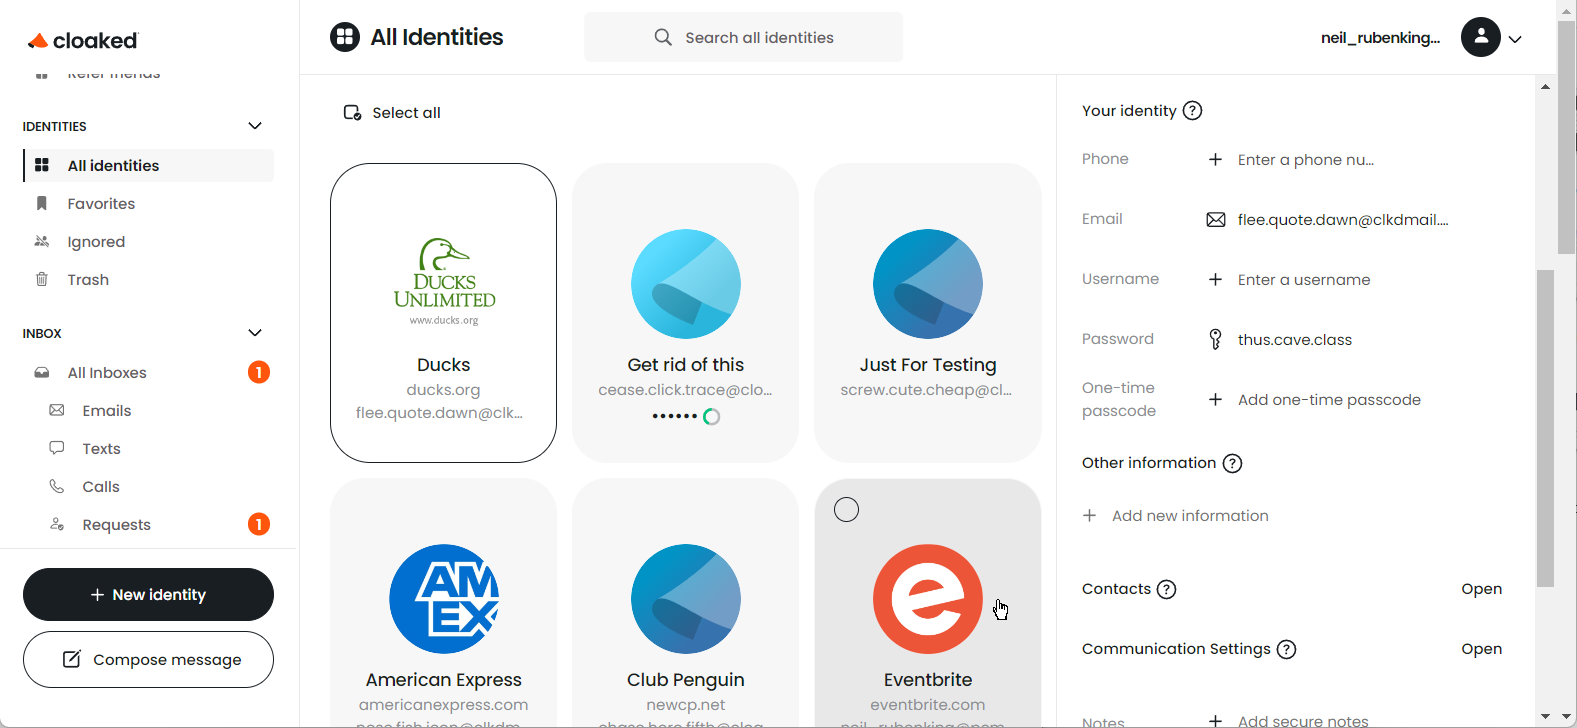 cloaked
All Identities
Search all identities
neil_rubenking...
Refer friends
IDENTITIES
All identities
Favorites
Ignored
Trash
INBOX
All Inboxes
1
Emails
Texts
Calls
Requests
1
+ New identity
Compose message
Select all
DUCKS
UNLIMITED
www.ducks.org
Ducks
ducks.org
flee.quote.dawn@clk...
Get rid of this
cease.click.trace@clo...
Just For Testing
screw.cute.cheap@cl...
AM
EX
American Express
americanexpress.com
Club Penguin
newcp.net
e
Eventbrite
eventbrite.com
Your identity ?
Phone + Enter a phone nu...
Email flee.quote.dawn@clkdmail....
Username + Enter a username
Password thus.cave.class
One-time
passcode + Add one-time passcode
Other information ?
+ Add new information
Contacts ? Open
Communication Settings ? Open
Notes + Add secure notes